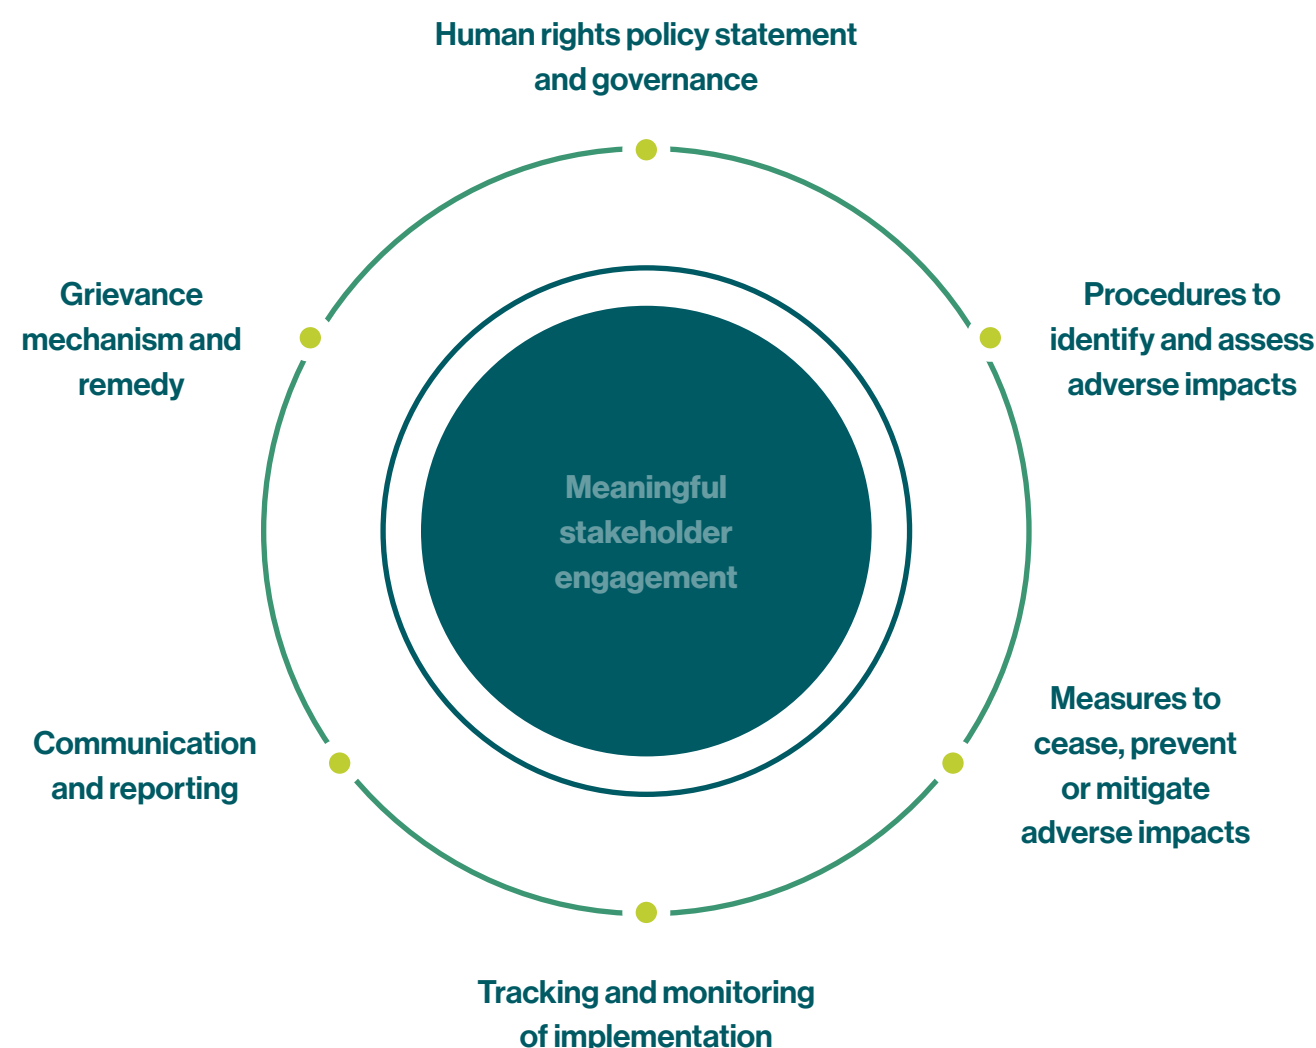 Human rights policy statement
and governance
Procedures to
identify and assess
adverse impacts
Measures to
cease, prevent
or mitigate
adverse impacts
Tracking and monitoring
of implementation
Communication
and reporting
Grievance
mechanism and
remedy
Meaningful
stakeholder
engagement